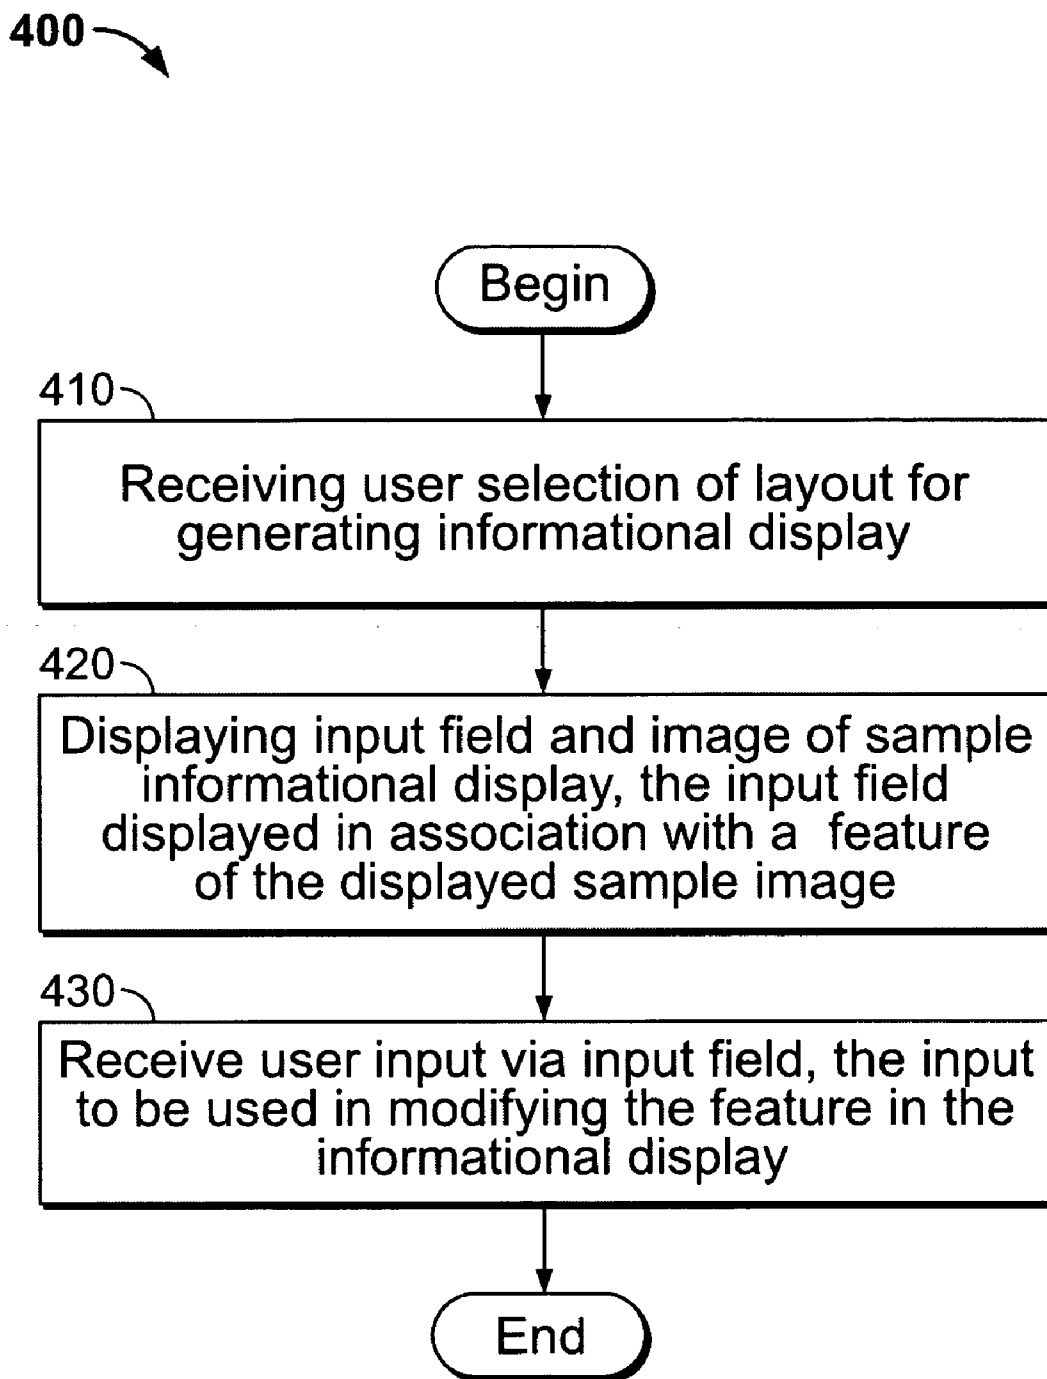 400
Begin
410
Receiving user selection of layout for
generating informational display
420
Displaying input field and image of sample
informational display, the input field
displayed in association with a feature
of the displayed sample image
430
Receive user input via input field, the input
to be used in modifying the feature in the
informational display
End